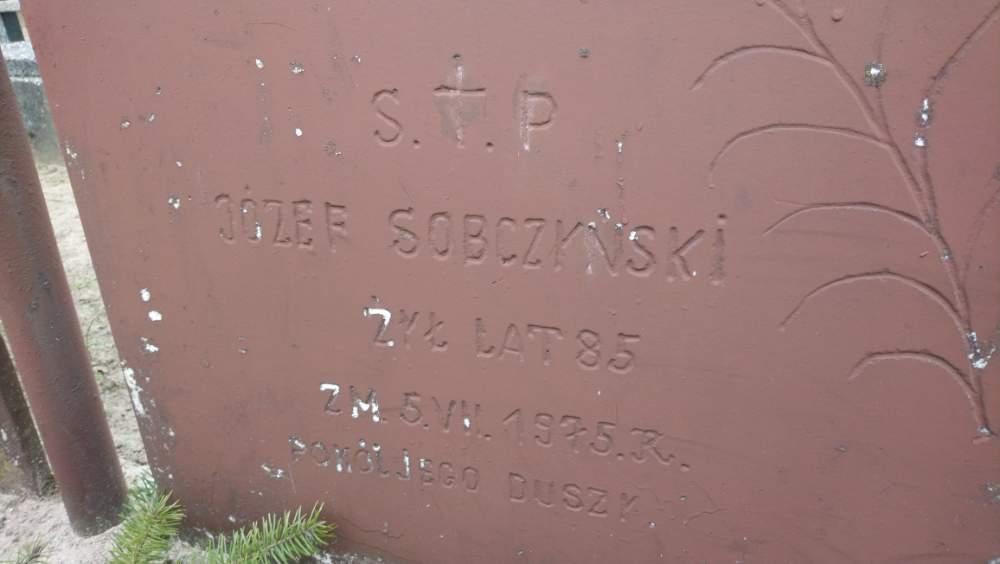 S.†.P
JÓZEF SOBCZYŃSKI
ŻYŁ LAT 85
ZM. 5.VII.1975.R.
POKÓJ JEGO DUSZY